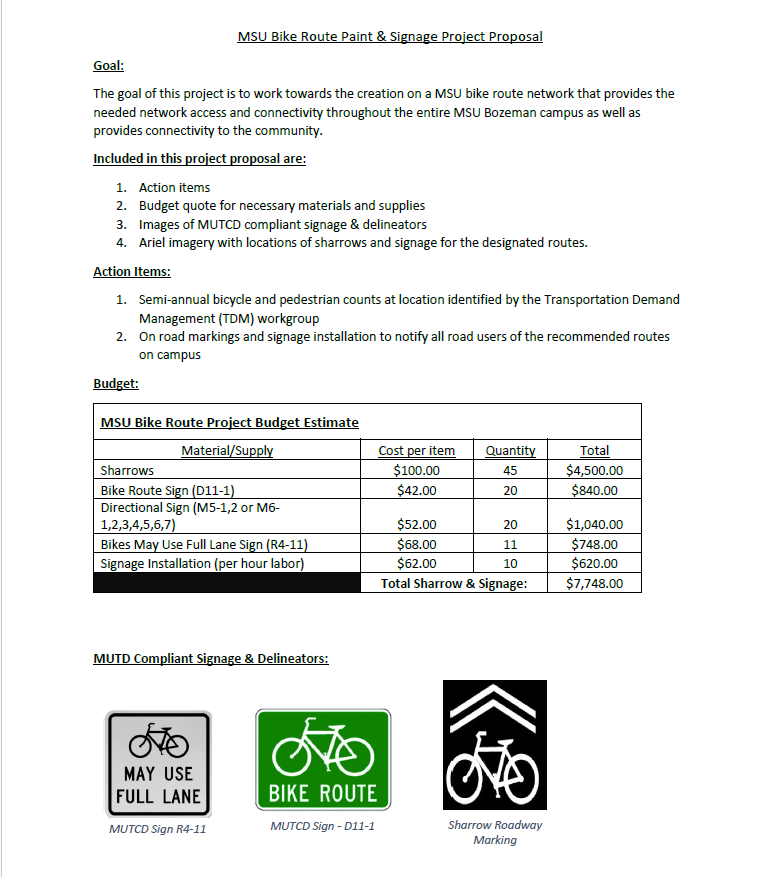 MSU Bike Route Paint & Signage Project Proposal
Goal:
The goal of this project is to work towards the creation on a MSU bike route network that provides the
needed network access and connectivity throughout the entire MSU Bozeman campus as well as
provides connectivity to the community.
Included in this project proposal are:
1. Action items
2. Budget quote for necessary materials and supplies
3. Images of MUTCD compliant signage & delineators
4. Ariel imagery with locations of sharrows and signage for the designated routes.
Action Items:
1. Semi-annual bicycle and pedestrian counts at location identified by the Transportation Demand
Management (TDM) workgroup
2. On road markings and signage installation to notify all road users of the recommended routes
on campus
Budget:
MSU Bike Route Project Budget Estimate
Material/Supply Cost per item Quantity Total
Sharrows $100.00 45 $4,500.00
Bike Route Sign (D11-1) $42.00 20 $840.00
Directional Sign (M5-1,2 or M6-
1,2,3,4,5,6,7) $52.00 20 $1,040.00
Bikes May Use Full Lane Sign (R4-11) $68.00 11 $748.00
Signage Installation (per hour labor) $62.00 10 $620.00
Total Sharrow & Signage: $7,748.00
MUTD Compliant Signage & Delineators:
MAY USE
FULL LANE
MUTCD Sign R4-11
BIKE ROUTE
MUTCD Sign - D11-1
Sharrow Roadway
Marking